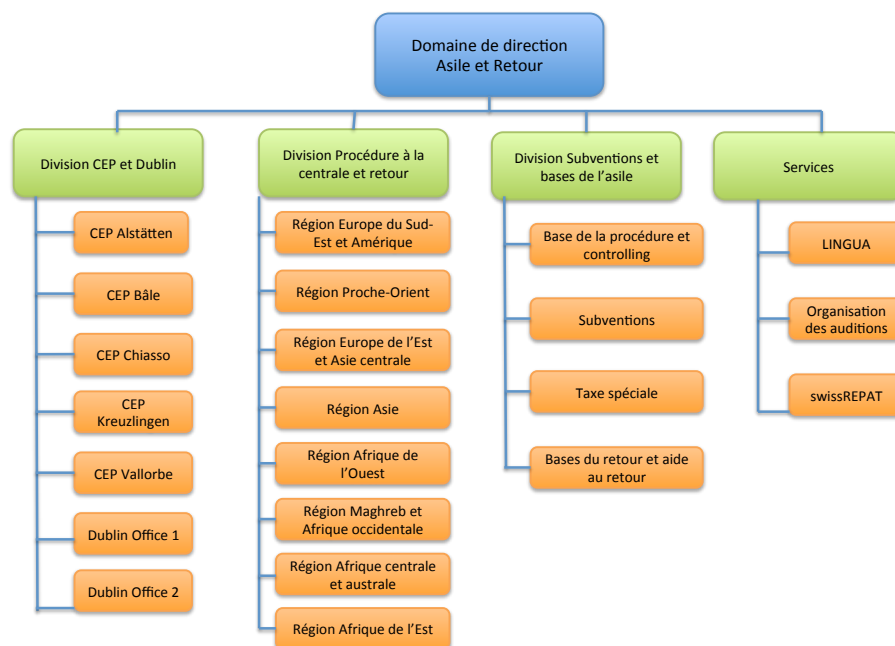 Domaine de direction
Asile et Retour
Division CEP et Dublin
CEP Alstätten
CEP Bâle
CEP Chiasso
CEP
Kreuzlingen
CEP Vallorbe
Dublin Office 1
Dublin Office 2
Division Procédure à la
centrale et retour
Région Europe du Sud-
Est et Amérique
Région Proche-Orient
Région Europe de l'Est
et Asie centrale
Région Asie
Région Afrique de
l'Ouest
Région Maghreb et
Afrique occidentale
Région Afrique centrale
et australe
Région Afrique de l'Est
Division Subventions et
bases de l'asile
Base de la procédure et
controlling
Subventions
Taxe spéciale
Bases du retour et aide
au retour
Services
LINGUA
Organisation
des auditions
swissREPAT